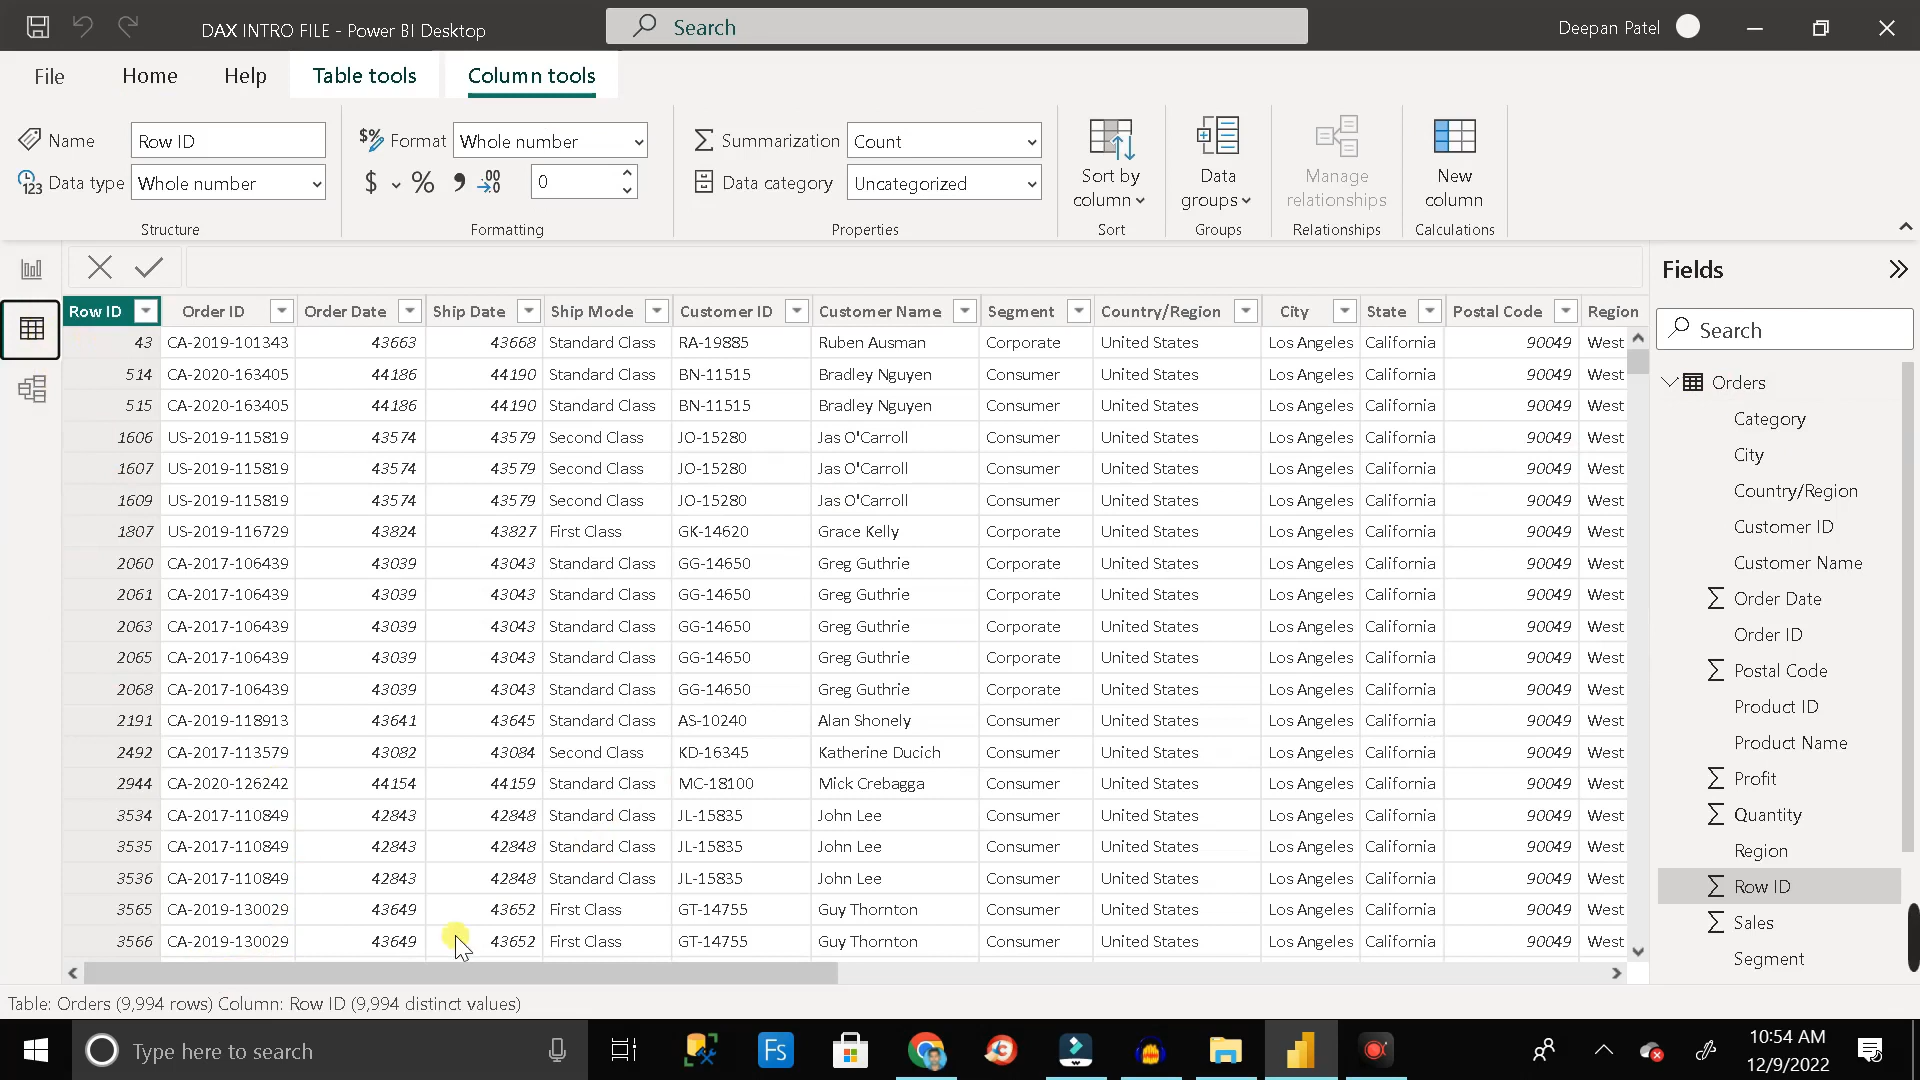 DAX INTRO FILE - Power BI Desktop
Search
Deepan Patel
File Home Help Table tools Column tools
Name Row ID
Data type Whole number
Structure
Format Whole number
$ % 0
Formatting
Summarization Count
Data category Uncategorized
Properties
Sort by column
Sort
Data groups
Groups
Manage relationships
Relationships
New column
Calculations
Row ID Order ID Order Date Ship Date Ship Mode Customer ID Customer Name Segment Country/Region City State Postal Code Region
43 CA-2019-101343 43663 43668 Standard Class RA-19885 Ruben Ausman Corporate United States Los Angeles California 90049 West
514 CA-2020-163405 44186 44190 Standard Class BN-11515 Bradley Nguyen Consumer United States Los Angeles California 90049 West
515 CA-2020-163405 44186 44190 Standard Class BN-11515 Bradley Nguyen Consumer United States Los Angeles California 90049 West
1606 US-2019-115819 43574 43579 Second Class JO-15280 Jas O'Carroll Consumer United States Los Angeles California 90049 West
1607 US-2019-115819 43574 43579 Second Class JO-15280 Jas O'Carroll Consumer United States Los Angeles California 90049 West
1609 US-2019-115819 43574 43579 Second Class JO-15280 Jas O'Carroll Consumer United States Los Angeles California 90049 West
1807 US-2019-116729 43824 43827 First Class GK-14620 Grace Kelly Corporate United States Los Angeles California 90049 West
2060 CA-2017-106439 43039 43043 Standard Class GG-14650 Greg Guthrie Corporate United States Los Angeles California 90049 West
2061 CA-2017-106439 43039 43043 Standard Class GG-14650 Greg Guthrie Corporate United States Los Angeles California 90049 West
2063 CA-2017-106439 43039 43043 Standard Class GG-14650 Greg Guthrie Corporate United States Los Angeles California 90049 West
2065 CA-2017-106439 43039 43043 Standard Class GG-14650 Greg Guthrie Corporate United States Los Angeles California 90049 West
2068 CA-2017-106439 43039 43043 Standard Class GG-14650 Greg Guthrie Corporate United States Los Angeles California 90049 West
2191 CA-2019-118913 43641 43645 Standard Class AS-10240 Alan Shonely Consumer United States Los Angeles California 90049 West
2492 CA-2017-113579 43082 43084 Second Class KD-16345 Katherine Ducich Consumer United States Los Angeles California 90049 West
2944 CA-2020-126242 44154 44159 Standard Class MC-18100 Mick Crebagga Consumer United States Los Angeles California 90049 West
3534 CA-2017-110849 42843 42848 Standard Class JL-15835 John Lee Consumer United States Los Angeles California 90049 West
3535 CA-2017-110849 42843 42848 Standard Class JL-15835 John Lee Consumer United States Los Angeles California 90049 West
3536 CA-2017-110849 42843 42848 Standard Class JL-15835 John Lee Consumer United States Los Angeles California 90049 West
3565 CA-2019-130029 43649 43652 First Class GT-14755 Guy Thornton Consumer United States Los Angeles California 90049 West
3566 CA-2019-130029 43649 43652 First Class GT-14755 Guy Thornton Consumer United States Los Angeles California 90049 West
Fields
Search
Orders
Category
City
Country/Region
Customer ID
Customer Name
Order Date
Order ID
Postal Code
Product ID
Product Name
Profit
Quantity
Region
Row ID
Sales
Segment
Table: Orders (9,994 rows) Column: Row ID (9,994 distinct values)
Type here to search
Fs
10:54 AM
12/9/2022